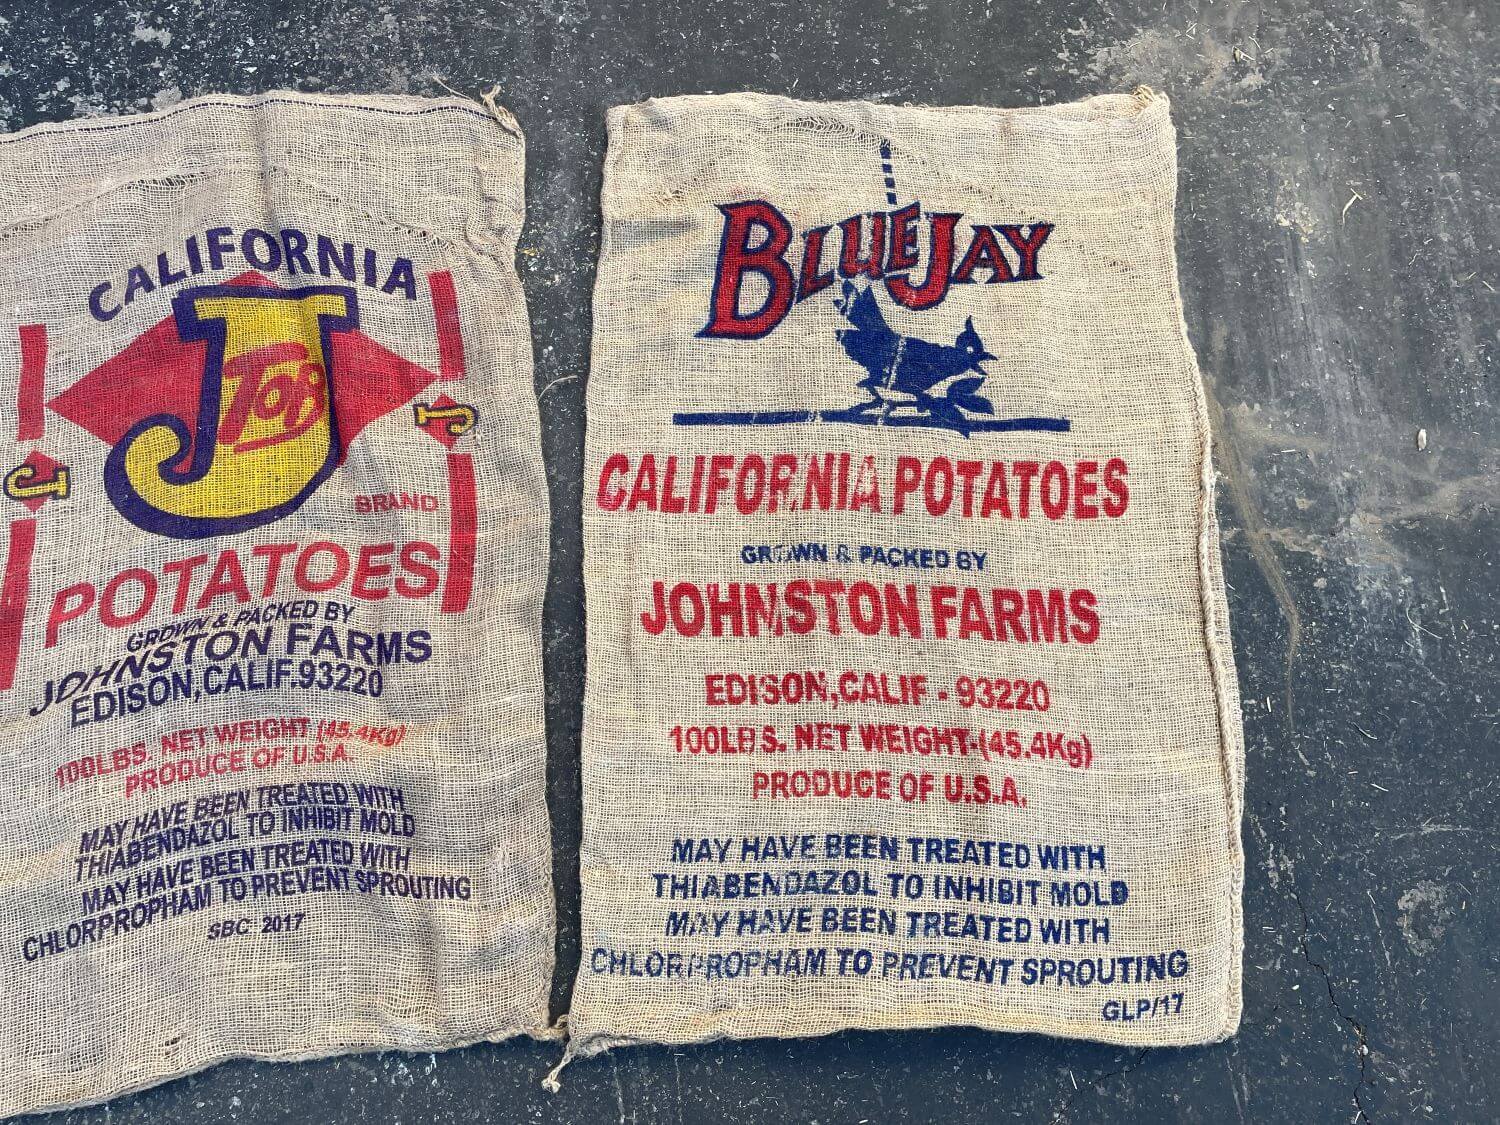 CALIFORNIA
J
TOP
J
J
BRAND
POTATOES
GROWN & PACKED BY
JOHNSTON FARMS
EDISON,CALIF.93220
100LBS. NET WEIGHT (45.4Kg)
PRODUCE OF U.S.A.
MAY HAVE BEEN TREATED WITH
THIABENDAZOL TO INHIBIT MOLD
MAY HAVE BEEN TREATED WITH
CHLORPROPHAM TO PREVENT SPROUTING
SBC 2017
BLUE JAY
CALIFORNIA POTATOES
GROWN & PACKED BY
JOHNSTON FARMS
EDISON,CALIF - 93220
100LBS. NET WEIGHT-(45.4Kg)
PRODUCE OF U.S.A.
MAY HAVE BEEN TREATED WITH
THIABENDAZOL TO INHIBIT MOLD
MAY HAVE BEEN TREATED WITH
CHLORPROPHAM TO PREVENT SPROUTING
GLP/17